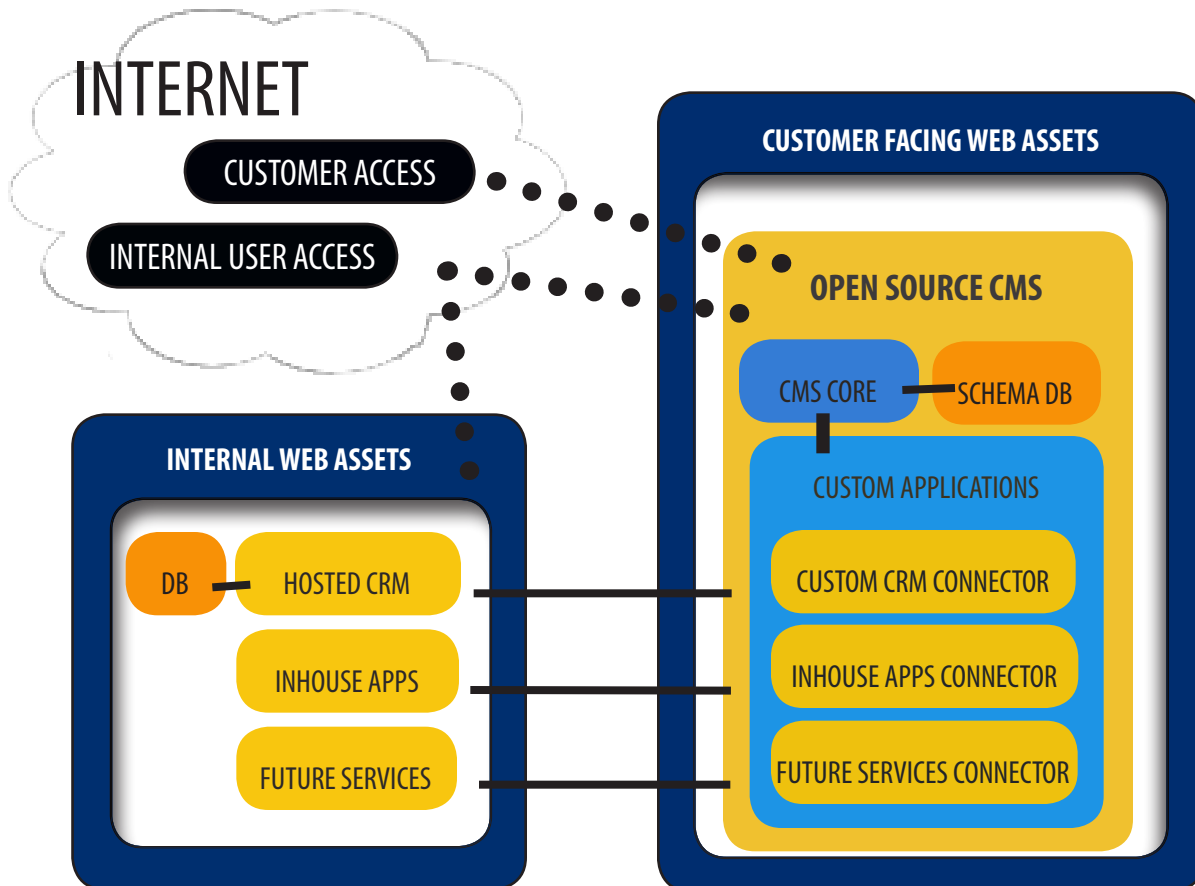 INTERNET
CUSTOMER ACCESS
INTERNAL USER ACCESS
CUSTOMER FACING WEB ASSETS
OPEN SOURCE CMS
CMS CORE
SCHEMA DB
CUSTOM APPLICATIONS
CUSTOM CRM CONNECTOR
INHOUSE APPS CONNECTOR
FUTURE SERVICES CONNECTOR
INTERNAL WEB ASSETS
DB
HOSTED CRM
INHOUSE APPS
FUTURE SERVICES